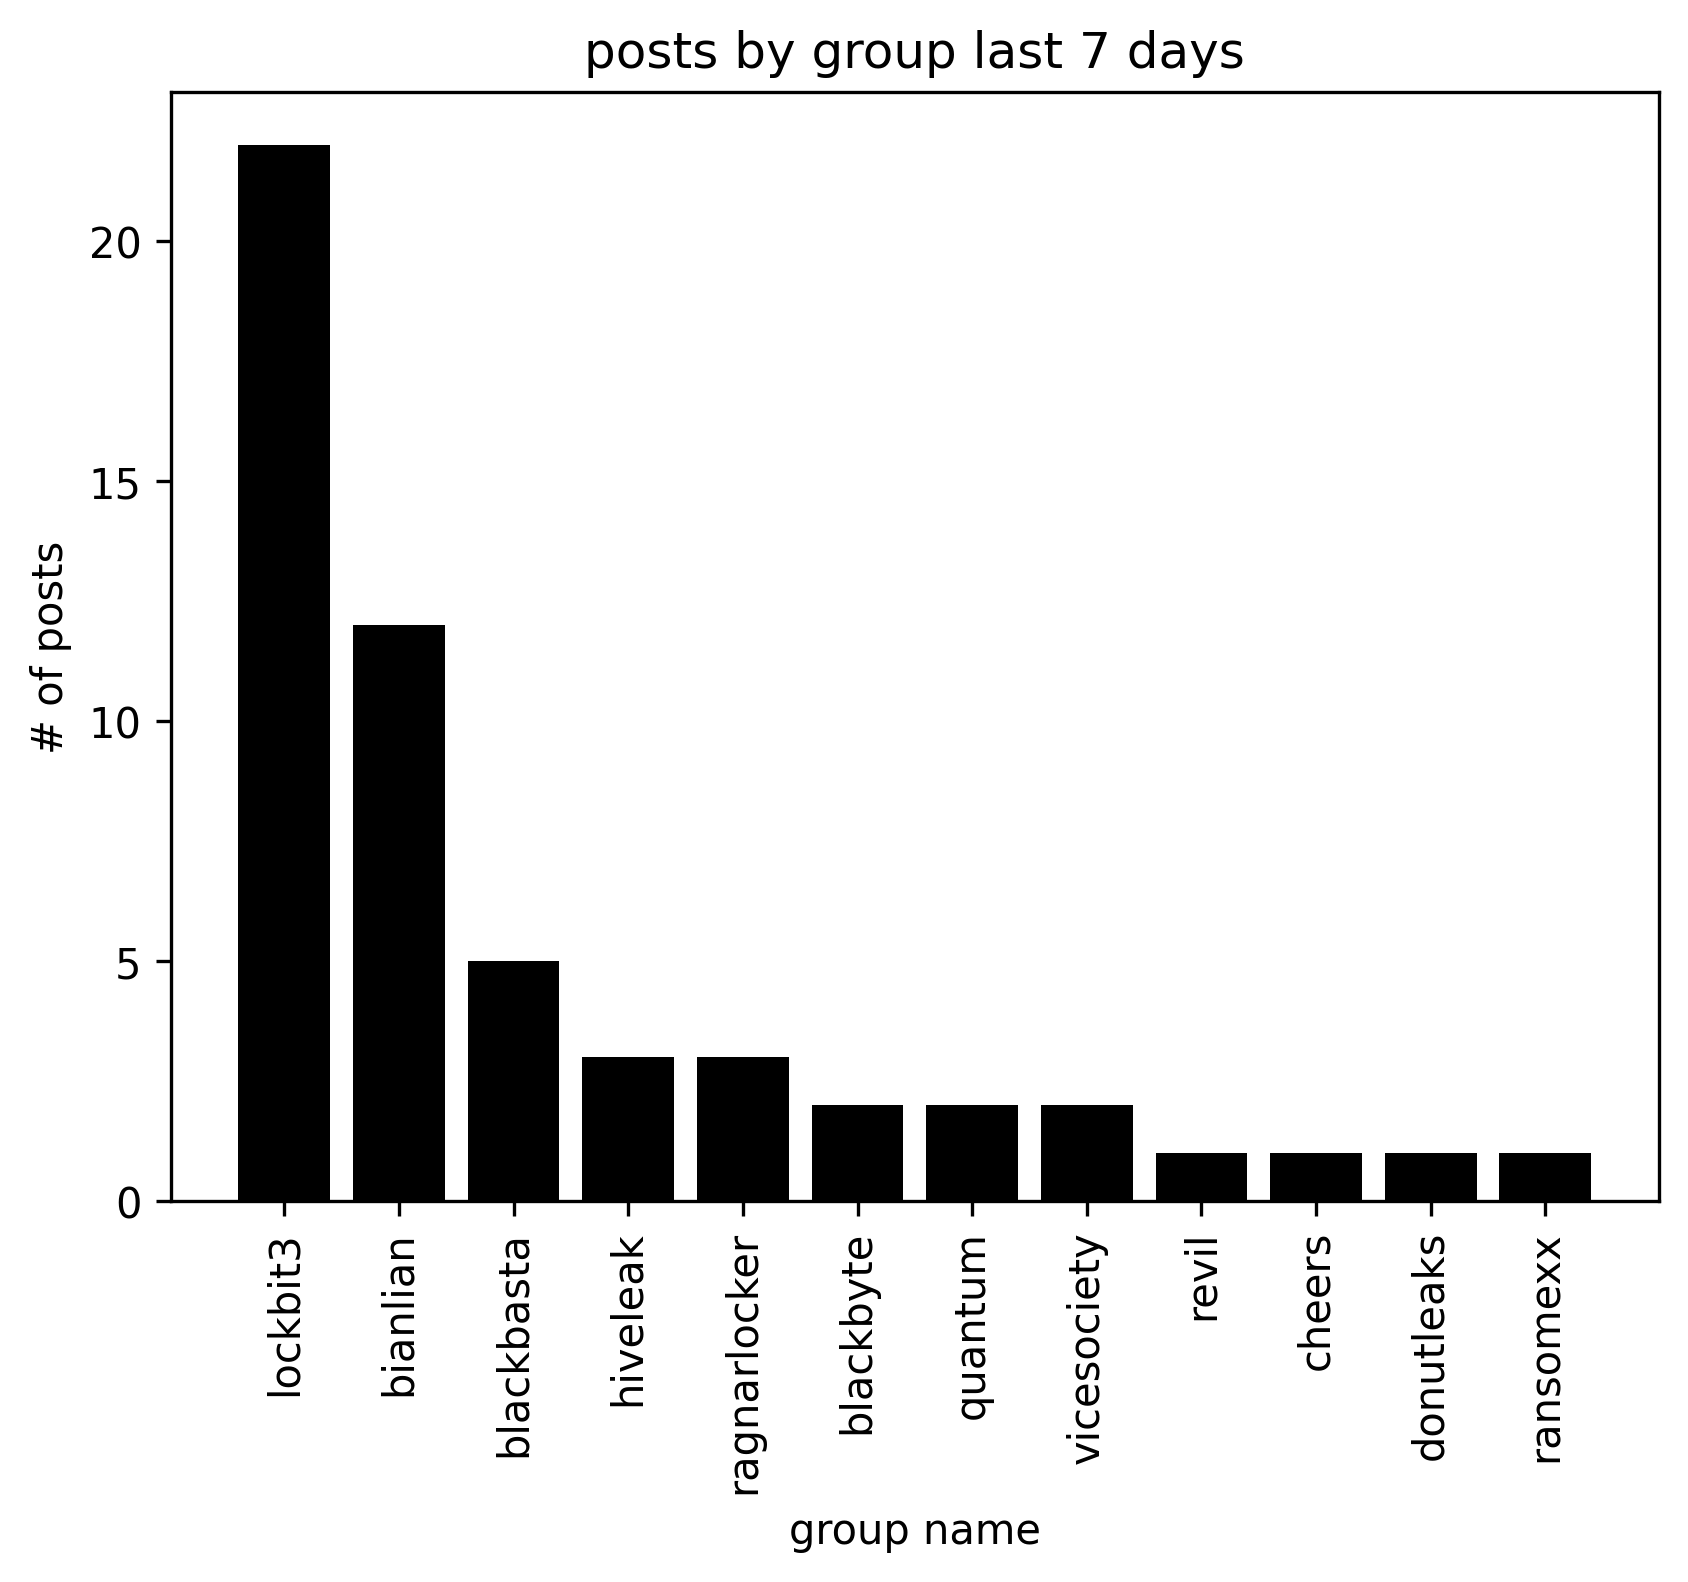 posts by group last 7 days
# of posts
20
15
10
5
0
lockbit3
bianlian
blackbasta
hiveleak
ragnarlocker
blackbyte
quantum
vicesociety
revil
cheers
donutleaks
ransomexx
group name